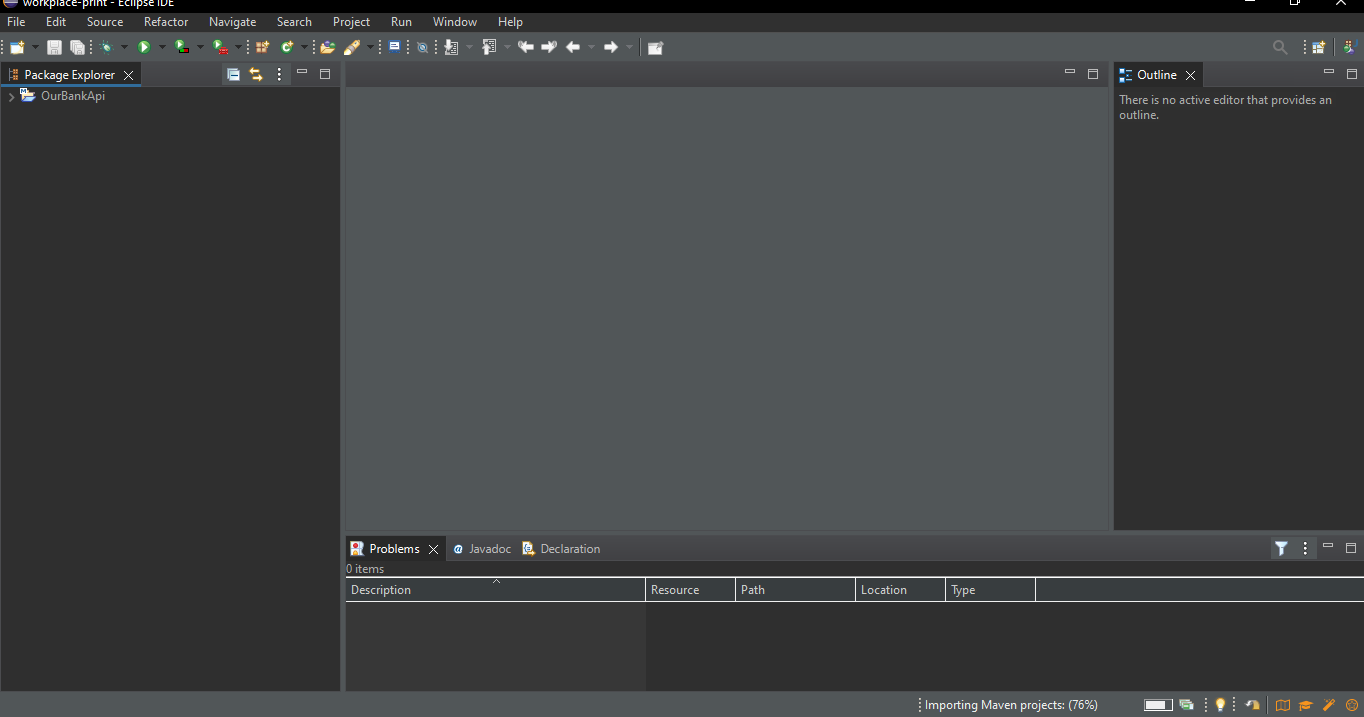 workplace-print - Eclipse IDE
File Edit Source Refactor Navigate Search Project Run Window Help
Package Explorer
OurBankApi
Outline
There is no active editor that provides an
outline.
Problems Javadoc Declaration
0 items
Description Resource Path Location Type
Importing Maven projects: (76%)